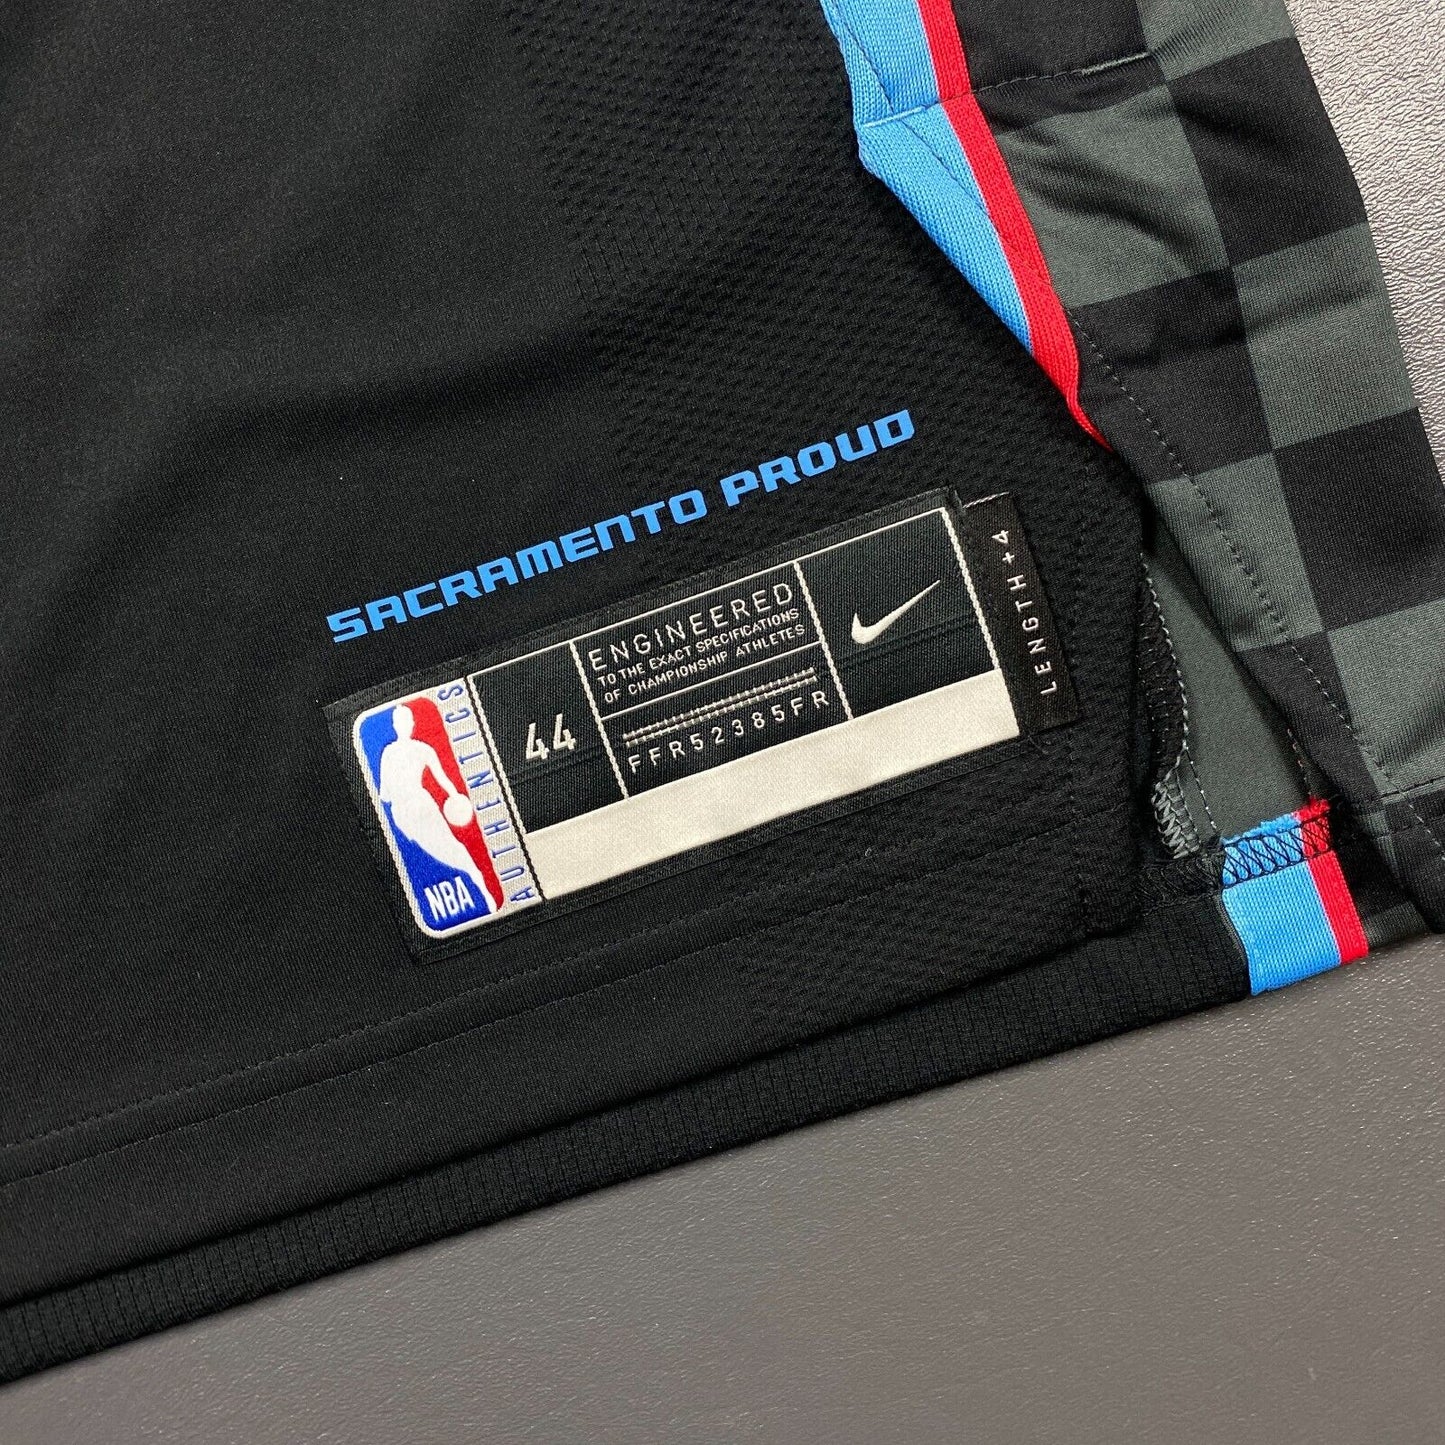 SACRAMENTO PROUD
NBA
AUTHENTICS
44
ENGINEERED
TO THE EXACT SPECIFICATIONS
OF CHAMPIONSHIP ATHLETES
FFR52385FR
LENGTH +4